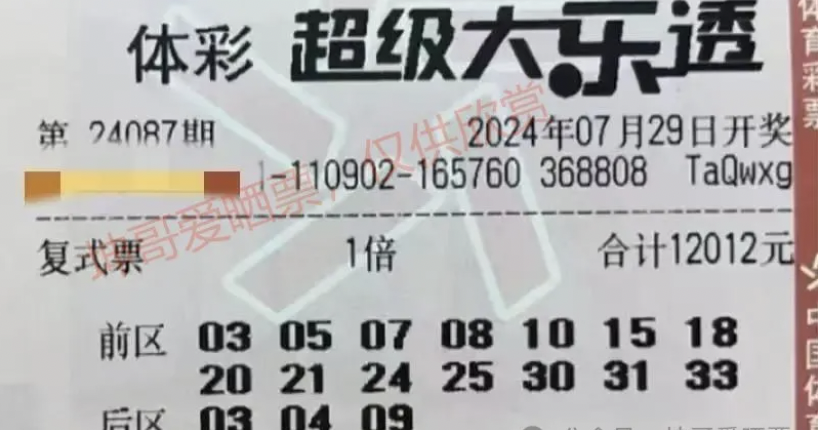 体彩 超级大乐透
第 24087期 2024年07月29日开奖
-110902-165760 368808 TaQwxg
复式票 1倍 合计12012元
前区 03 05 07 08 10 15 18
20 21 24 25 30 31 33
后区 03 04 09
坤哥爱晒票，仅供欣赏
体育彩票
中国体育